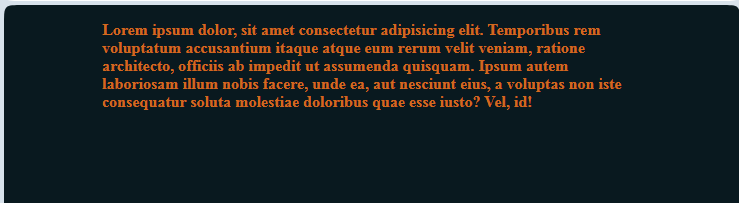 Lorem ipsum dolor, sit amet consectetur adipisicing elit. Temporibus rem
voluptatum accusantium itaque atque eum rerum velit veniam, ratione
architecto, officiis ab impedit ut assumenda quisquam. Ipsum autem
laboriosam illum nobis facere, unde ea, aut nesciunt eius, a voluptas non iste
consequatur soluta molestiae doloribus quae esse iusto? Vel, id!